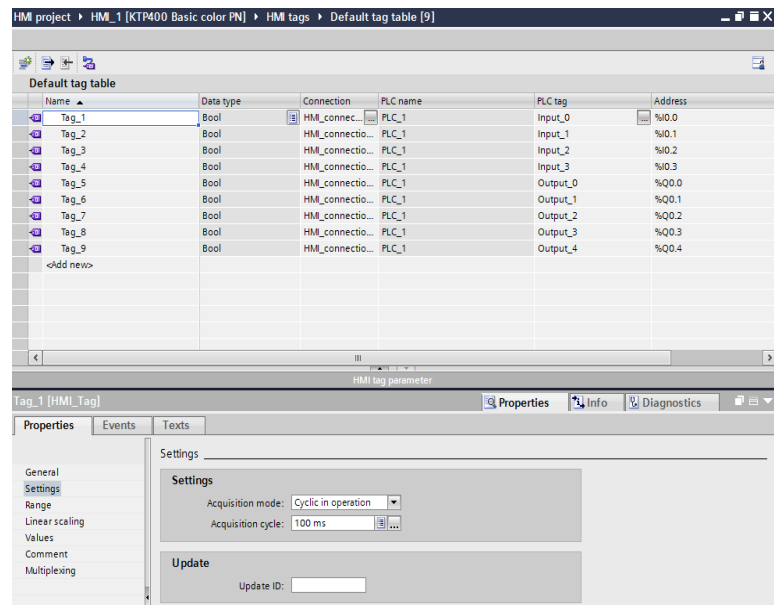 HMI project ▸ HMI_1 [KTP400 Basic color PN] ▸ HMI tags ▸ Default tag table [9]
Default tag table
Name Data type Connection PLC name PLC tag Address
Tag_1 Bool HMI_connec... PLC_1 Input_0 %I0.0
Tag_2 Bool HMI_connectio... PLC_1 Input_1 %I0.1
Tag_3 Bool HMI_connectio... PLC_1 Input_2 %I0.2
Tag_4 Bool HMI_connectio... PLC_1 Input_3 %I0.3
Tag_5 Bool HMI_connectio... PLC_1 Output_0 %Q0.0
Tag_6 Bool HMI_connectio... PLC_1 Output_1 %Q0.1
Tag_7 Bool HMI_connectio... PLC_1 Output_2 %Q0.2
Tag_8 Bool HMI_connectio... PLC_1 Output_3 %Q0.3
Tag_9 Bool HMI_connectio... PLC_1 Output_4 %Q0.4
<Add new>
HMI tag parameter
Tag_1 [HMI_Tag] Properties Info Diagnostics
Properties Events Texts
Settings
General
Settings
Range
Linear scaling
Values
Comment
Multiplexing
Settings
Acquisition mode: Cyclic in operation
Acquisition cycle: 100 ms
Update
Update ID: